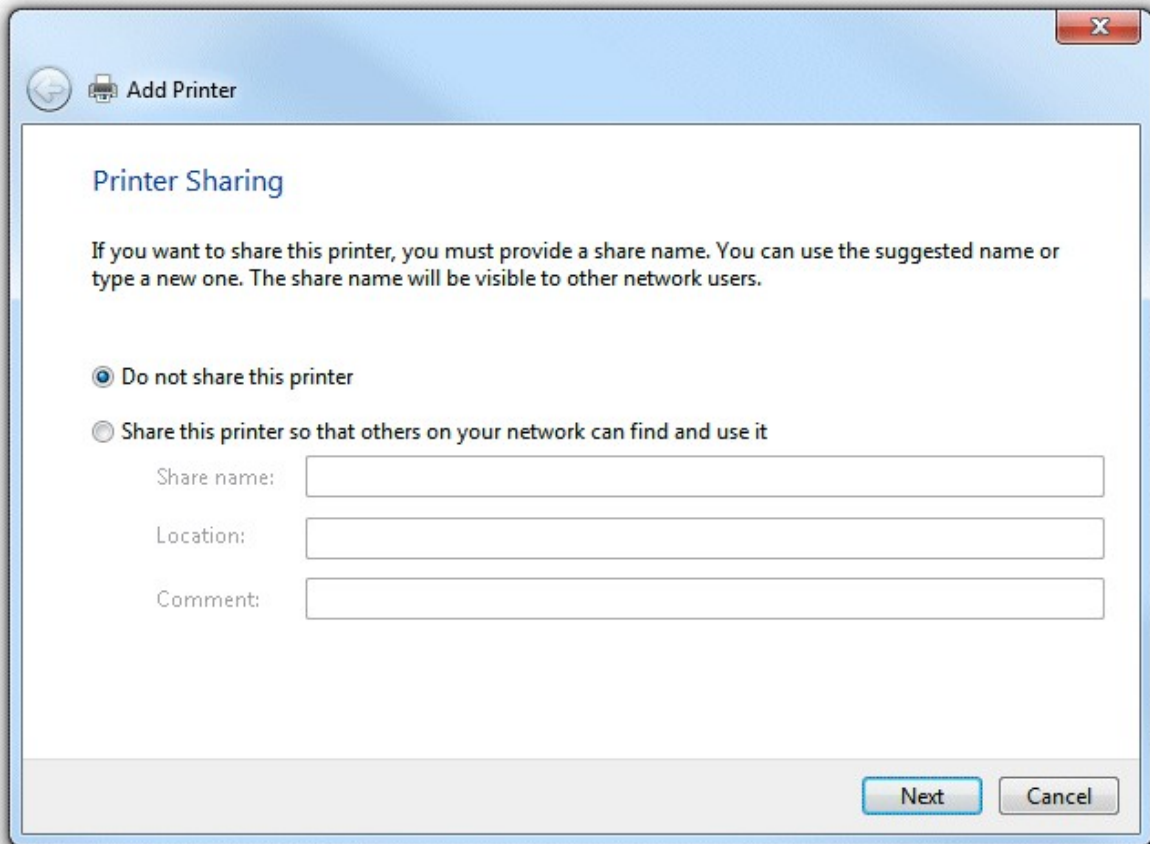 Add Printer
Printer Sharing
If you want to share this printer, you must provide a share name. You can use the suggested name or
type a new one. The share name will be visible to other network users.
Do not share this printer
Share this printer so that others on your network can find and use it
Share name:
Location:
Comment:
Next
Cancel